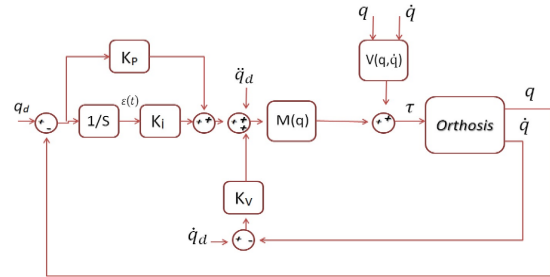 q q̇
K_P
V(q,q̇)
q̈_d
q_d
+ -
1/S
ε(t)
K_i
+ +
+ + +
M(q)
+ +
τ
Orthosis
q
q̇
K_V
q̇_d
+ -